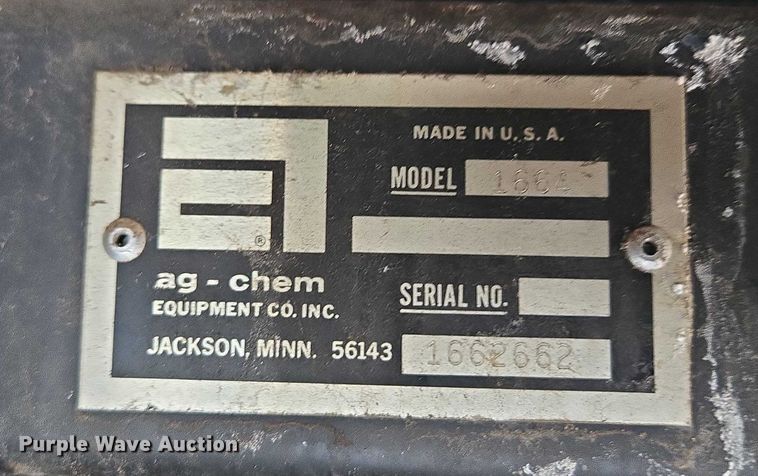 MADE IN U. S. A.
MODEL 1664
®
ag - chem
EQUIPMENT CO. INC.
SERIAL NO.
JACKSON, MINN. 56143 1662662
Purple Wave Auction